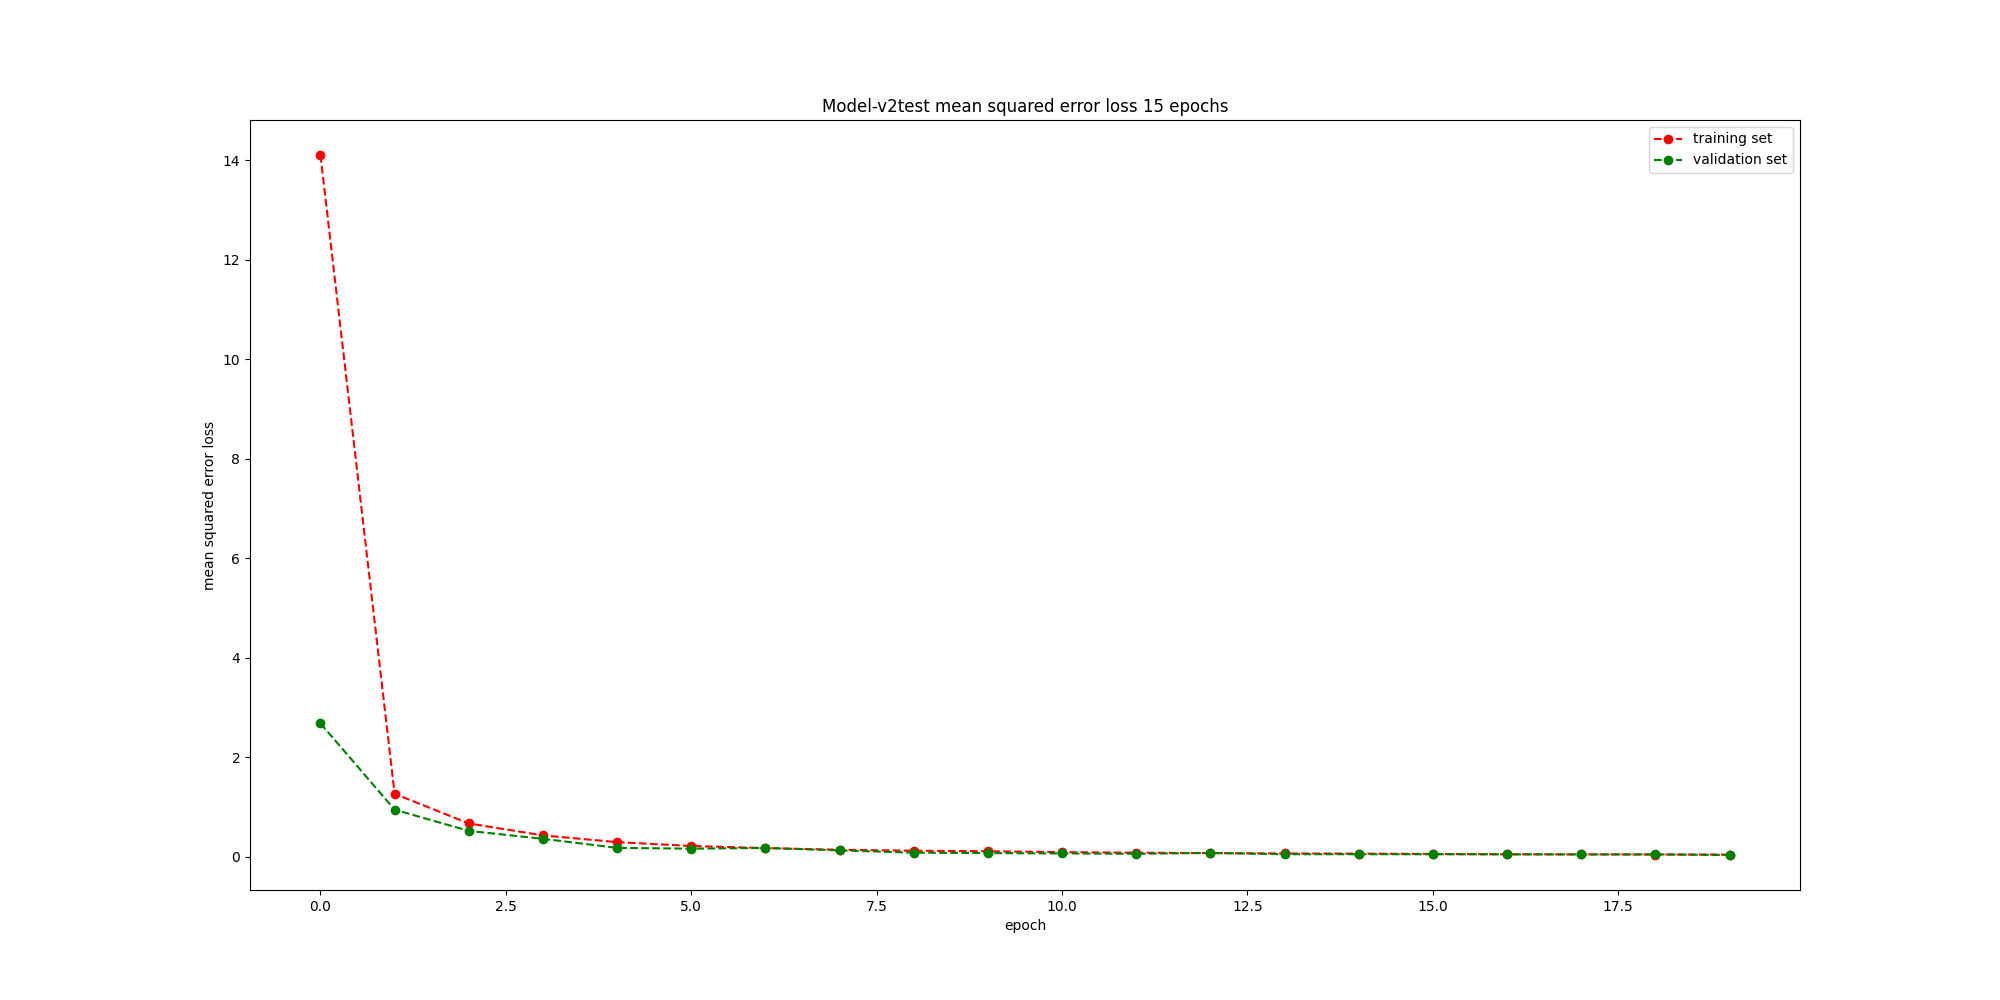 Model-v2test mean squared error loss 15 epochs
training set
validation set
mean squared error loss
14
12
10
8
6
4
2
0
0.0 2.5 5.0 7.5 10.0 12.5 15.0 17.5
epoch